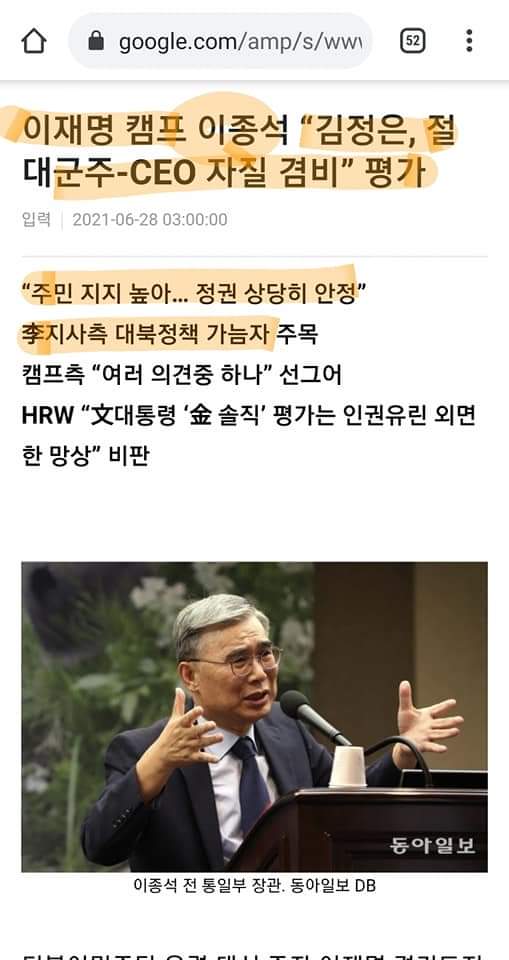 google.com/amp/s/www
52
이재명 캠프 이종석 “김정은, 절
대군주-CEO 자질 겸비” 평가
입력 2021-06-28 03:00:00
“주민 지지 높아... 정권 상당히 안정”
李지사측 대북정책 가늠자 주목
캠프측 “여러 의견중 하나” 선그어
HRW “文대통령 ‘金 솔직’ 평가는 인권유린 외면
한 망상” 비판
동아일보
이종석 전 통일부 장관. 동아일보 DB